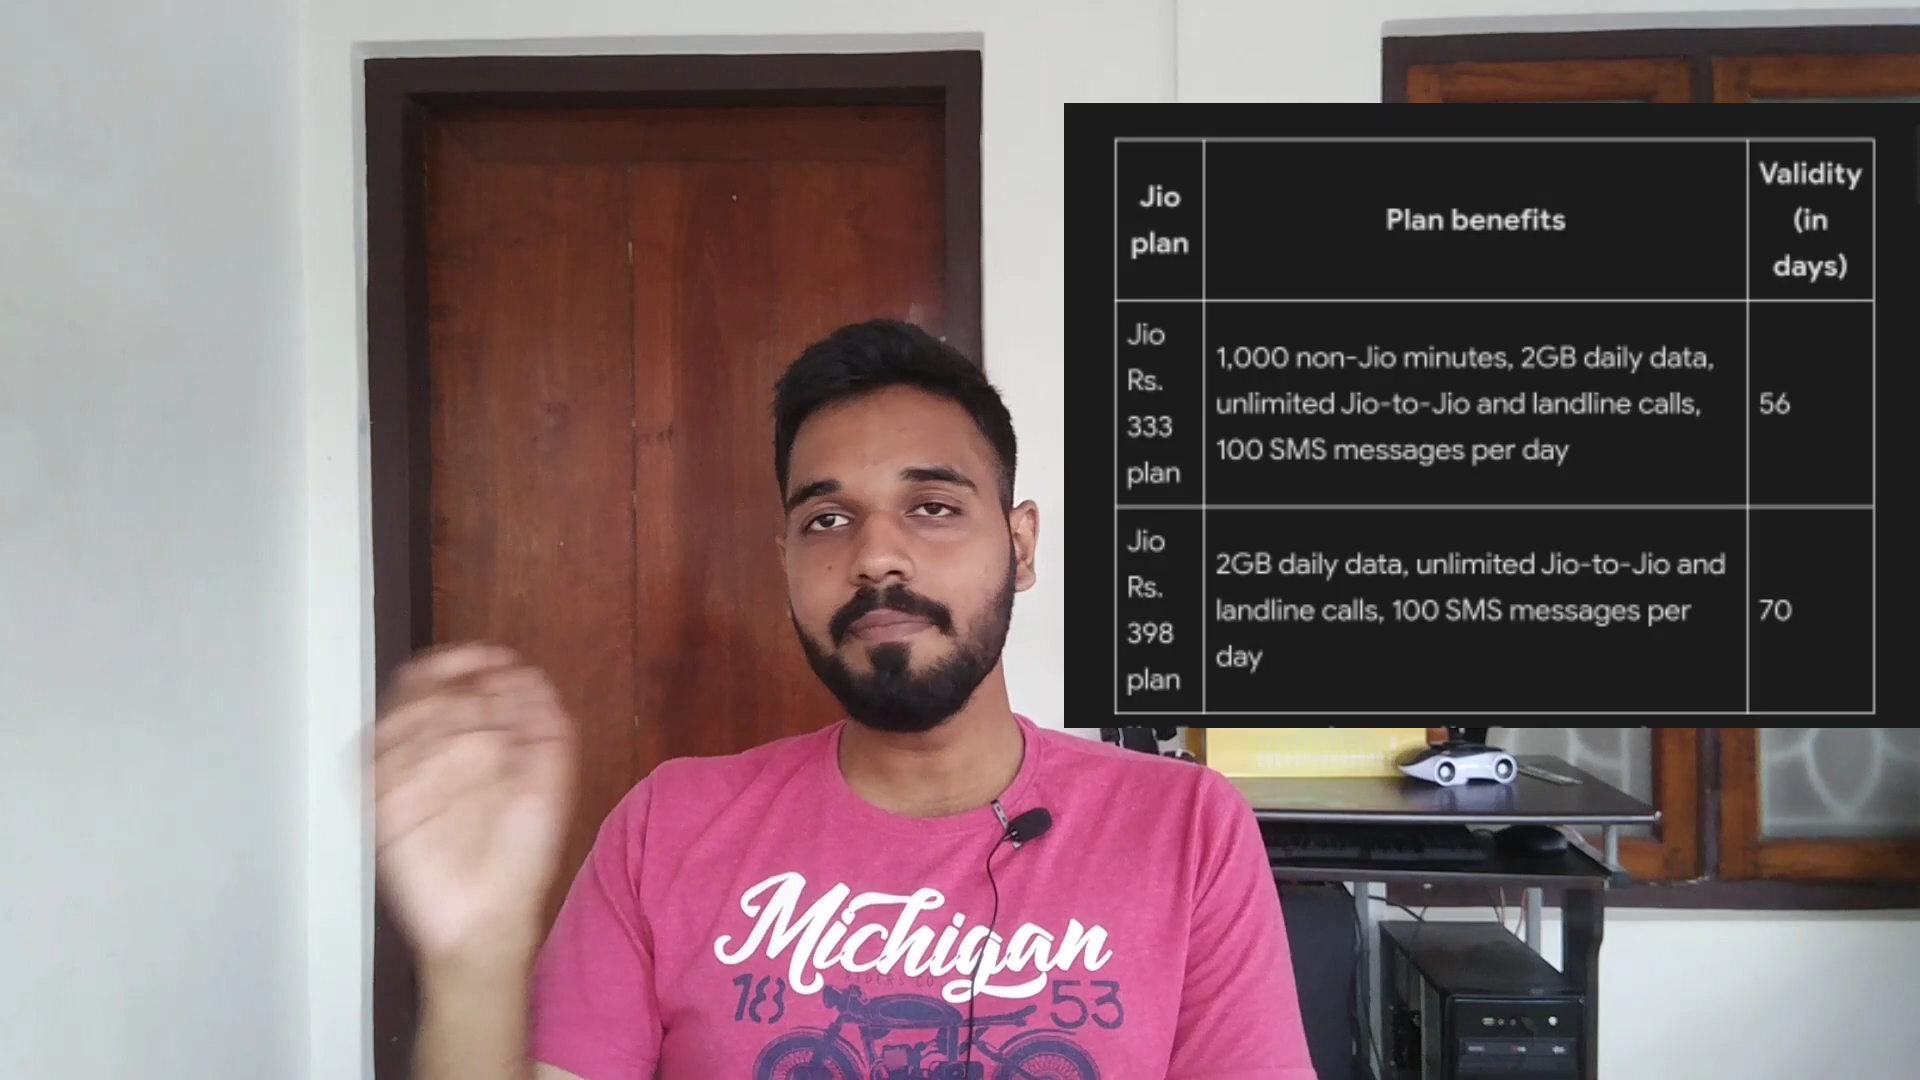 Jio
plan
Plan benefits
Validity
(in
days)
Jio
Rs.
333
plan
1,000 non-Jio minutes, 2GB daily data,
unlimited Jio-to-Jio and landline calls,
100 SMS messages per day
56
Jio
Rs.
398
plan
2GB daily data, unlimited Jio-to-Jio and
landline calls, 100 SMS messages per
day
70
Michigan
RIDERS CO
18 53